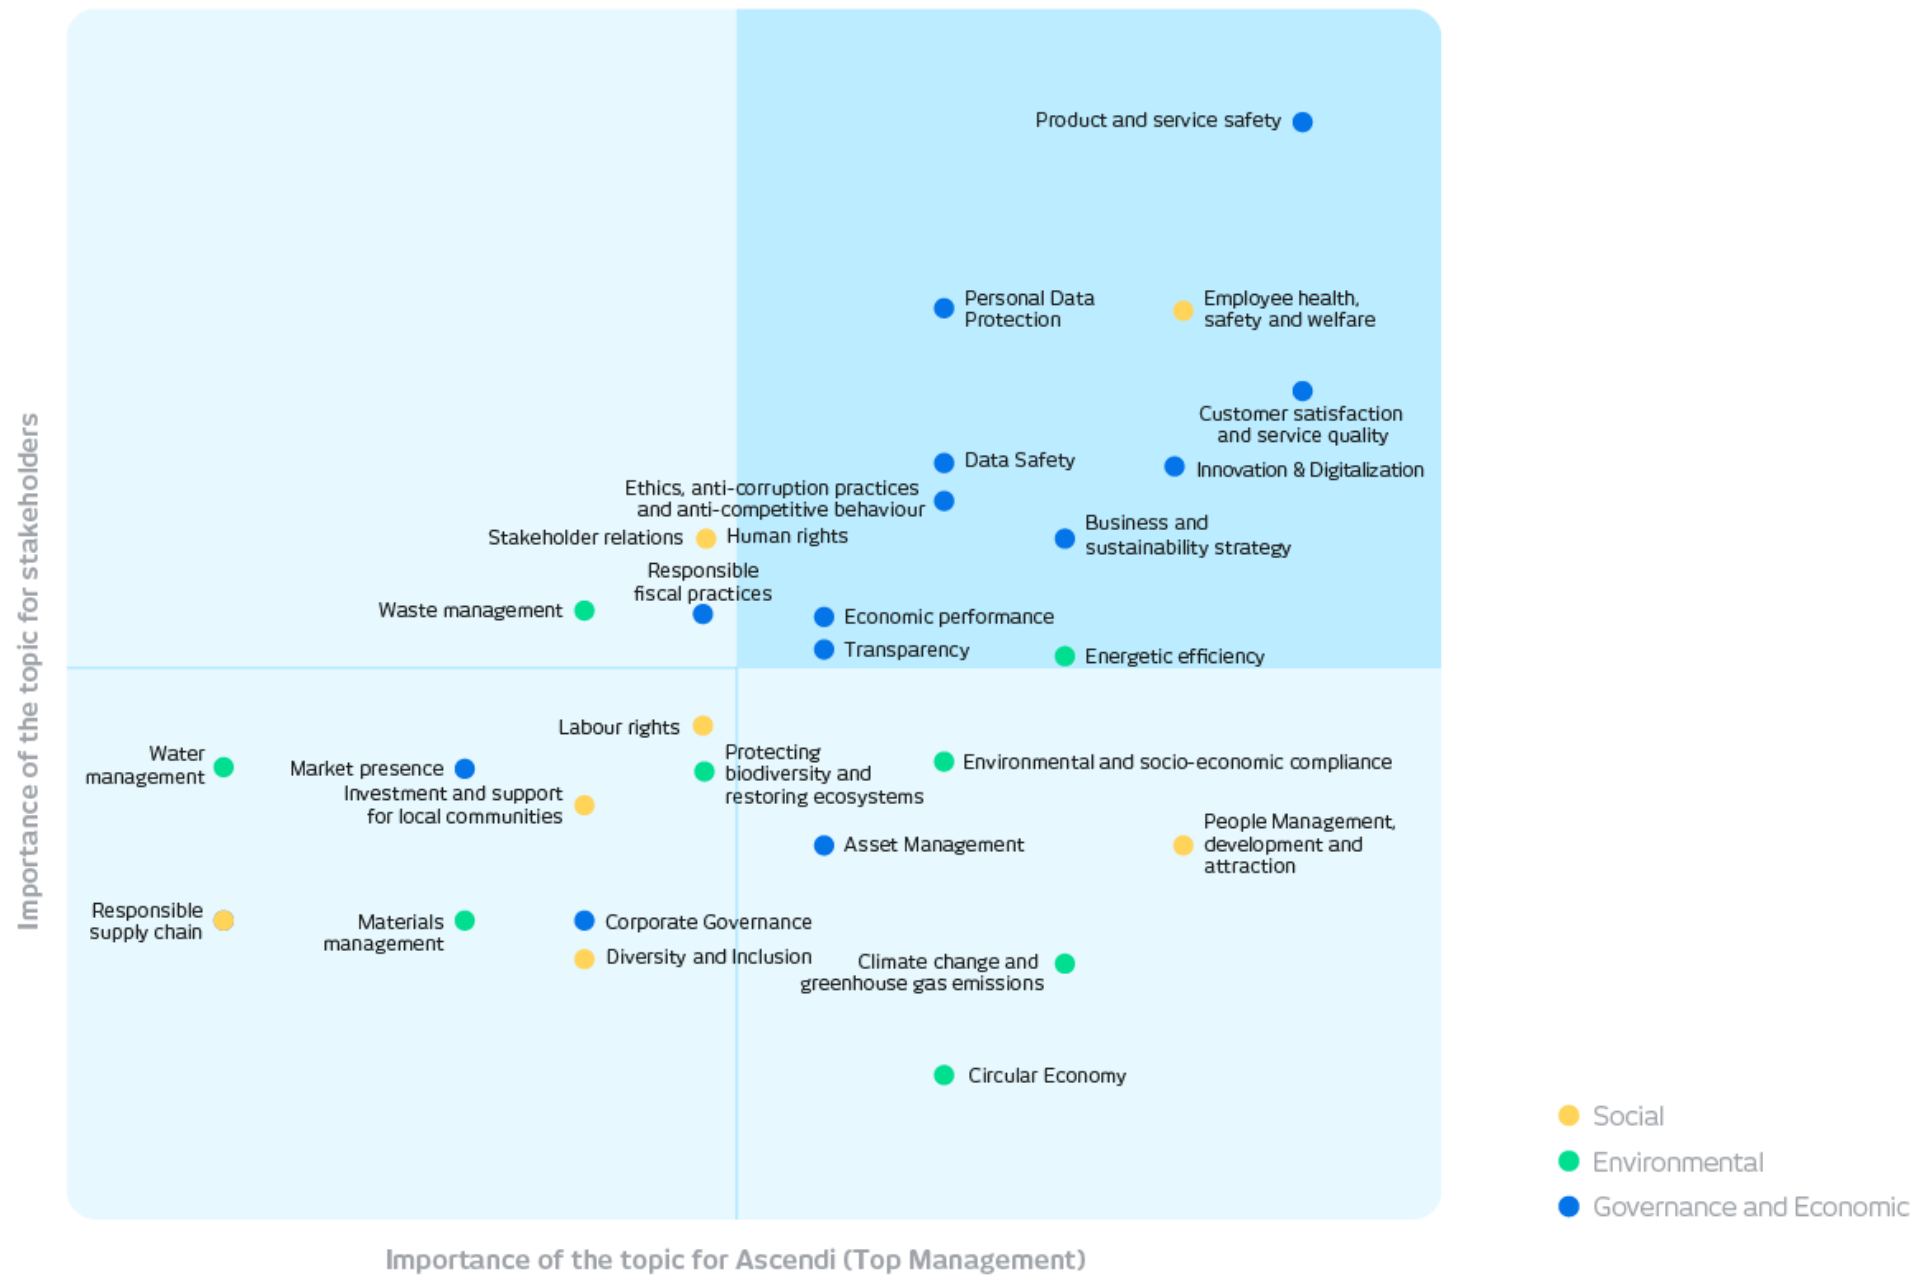 Product and service safety
Personal Data
Protection
Employee health,
safety and welfare
Customer satisfaction
and service quality
Data Safety
Innovation & Digitalization
Ethics, anti-corruption practices
and anti-competitive behaviour
Stakeholder relations
Human rights
Business and
sustainability strategy
Responsible
fiscal practices
Waste management
Economic performance
Transparency
Energetic efficiency
Labour rights
Water
management
Market presence
Protecting
biodiversity and
restoring ecosystems
Environmental and socio-economic compliance
Investment and support
for local communities
Asset Management
People Management,
development and
attraction
Responsible
supply chain
Materials
management
Corporate Governance
Diversity and Inclusion
Climate change and
greenhouse gas emissions
Circular Economy
Importance of the topic for stakeholders
Importance of the topic for Ascendi (Top Management)
Social
Environmental
Governance and Economic